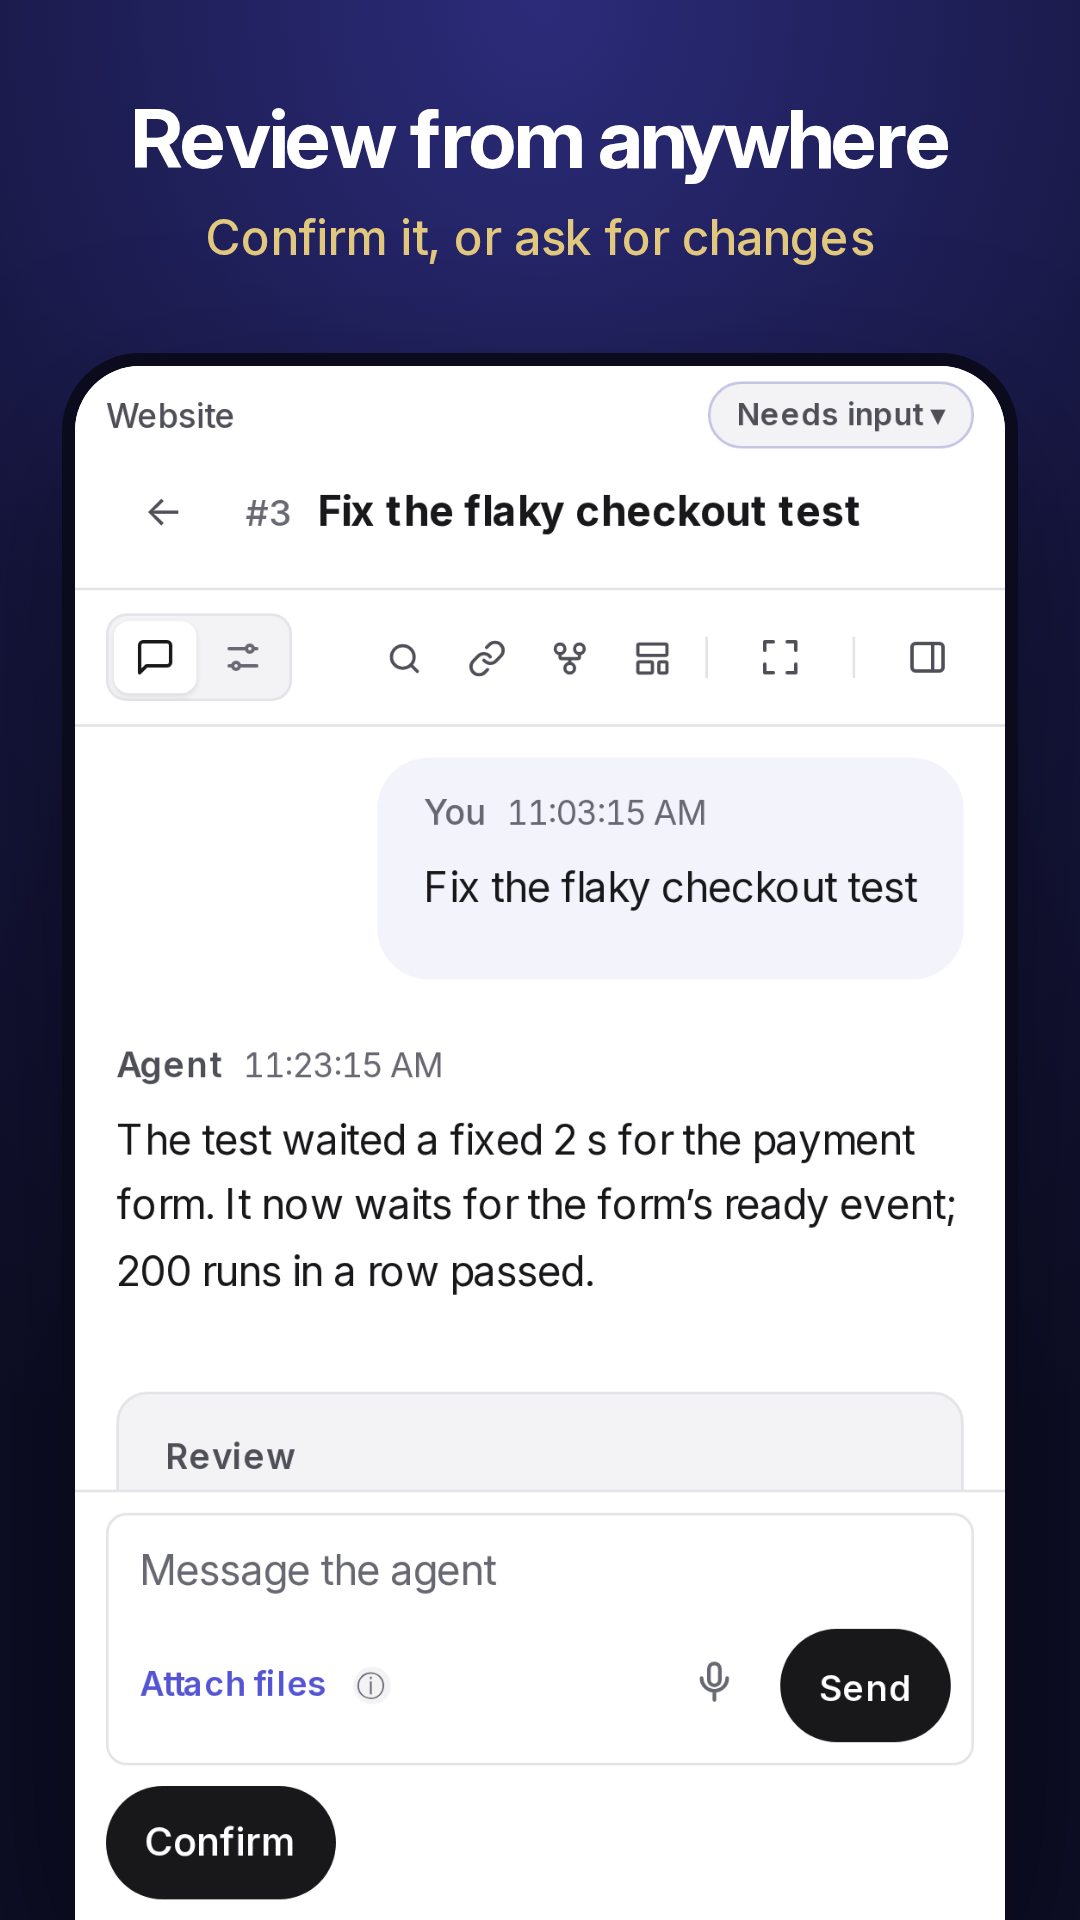 Review from anywhere
Confirm it, or ask for changes
Website
Needs input ▾
#3 Fix the flaky checkout test
You 11:03:15 AM
Fix the flaky checkout test
Agent 11:23:15 AM
The test waited a fixed 2 s for the payment
form. It now waits for the form’s ready event;
200 runs in a row passed.
Review
Message the agent
Attach files ⓘ
Send
Confirm